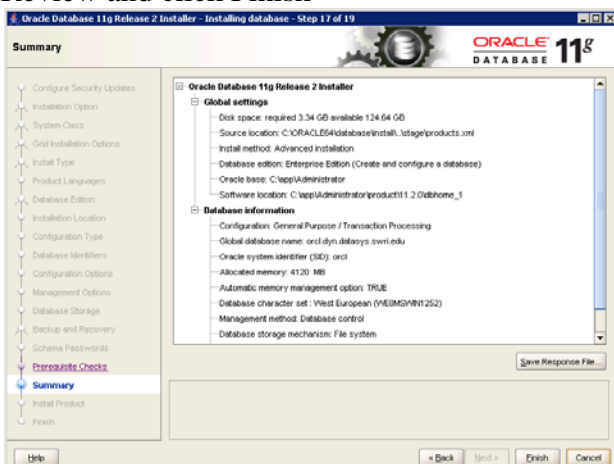 Review and click Finish
Oracle Database 11g Release 2 Installer - Installing database - Step 17 of 19
Summary
ORACLE
DATABASE
11g
Configure Security Updates
Installation Option
System Class
Grid Installation Options
Install Type
Product Languages
Database Edition
Installation Location
Configuration Type
Database Identifiers
Configuration Options
Management Options
Database Storage
Backup and Recovery
Schema Passwords
Prerequisite Checks
Summary
Install Product
Finish
Oracle Database 11g Release 2 Installer
Global settings
Disk space: required 3.34 GB available 124.64 GB
Source location: C:\ORACLE64\database\install\..\stage\products.xml
Install method: Advanced installation
Database edition: Enterprise Edition (Create and configure a database)
Oracle base: C:\app\Administrator
Software location: C:\app\Administrator\product\11.2.0\dbhome_1
Database information
Configuration: General Purpose / Transaction Processing
Global database name: orcl.dyn.datasys.swri.edu
Oracle system identifier (SID): orcl
Allocated memory: 4120 MB
Automatic memory management option: TRUE
Database character set : West European (WE8MSWIN1252)
Management method: Database control
Database storage mechanism: File system
Save Response File...
Help
< Back
Next >
Finish
Cancel